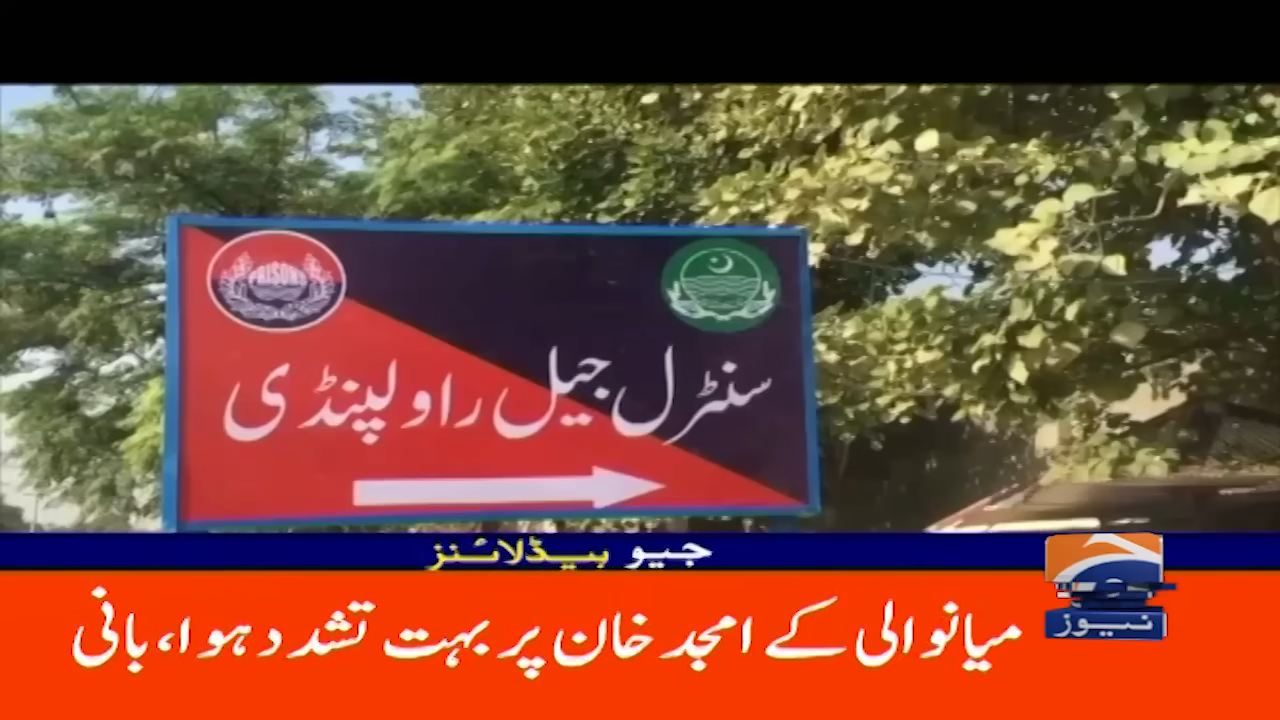 PRISONS
سنٹرل جیل راولپنڈی
جیو ہیڈلائنز
نیوز
میانوالی کے امجد خان پر بہت تشدد ہوا، بانی